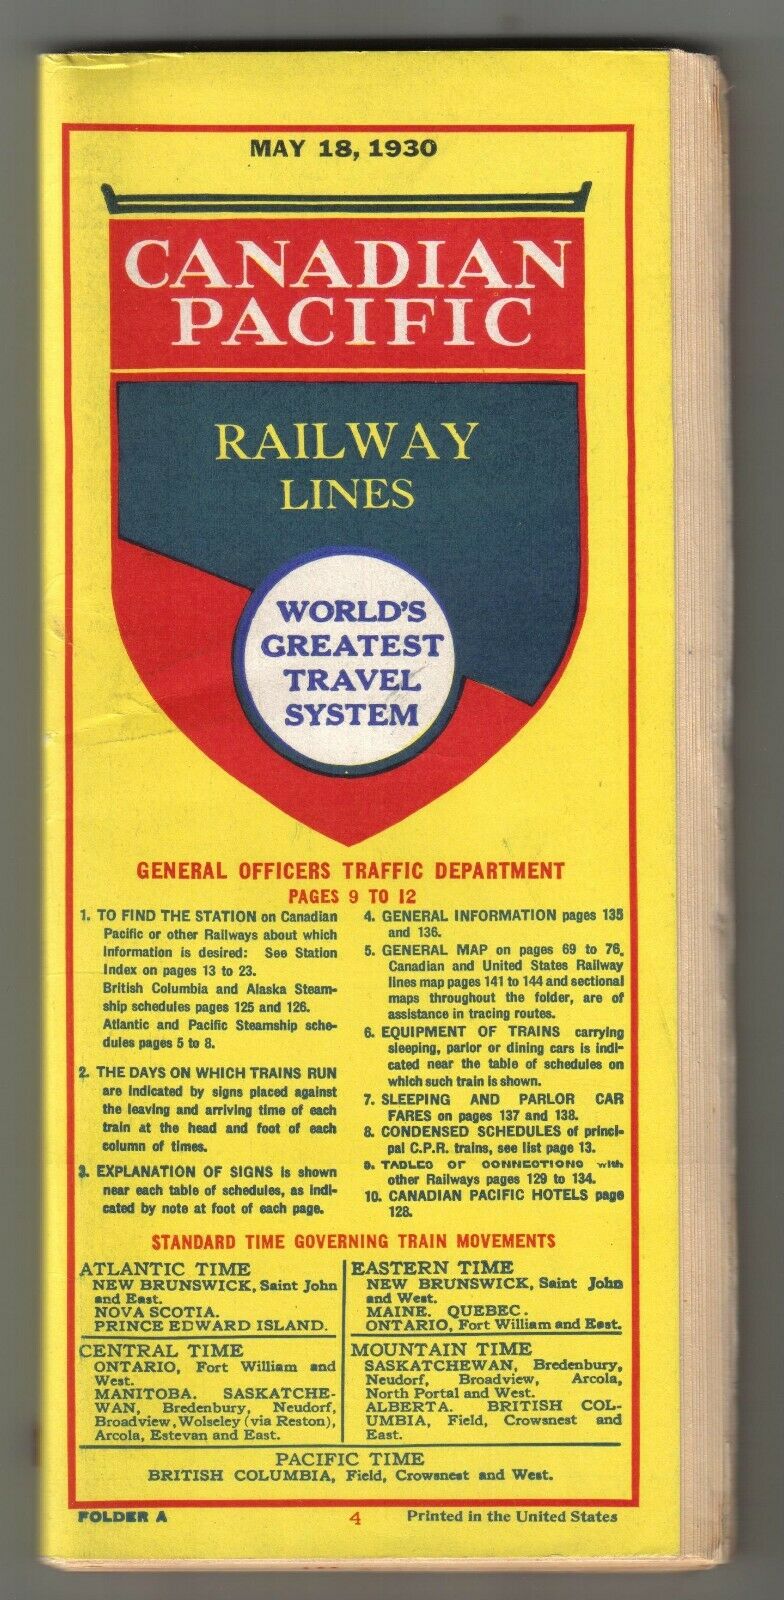 MAY 18, 1930
CANADIAN
PACIFIC
RAILWAY
LINES
WORLD'S
GREATEST
TRAVEL
SYSTEM
GENERAL OFFICERS TRAFFIC DEPARTMENT
PAGES 9 TO 12
1. TO FIND THE STATION on Canadian
Pacific or other Railways about which
Information is desired: See Station
Index on pages 13 to 23.
British Columbia and Alaska Steam-
ship schedules pages 125 and 126.
Atlantic and Pacific Steamship sche-
dules pages 5 to 8.
2. THE DAYS ON WHICH TRAINS RUN
are indicated by signs placed against
the leaving and arriving time of each
train at the head and foot of each
column of times.
3. EXPLANATION OF SIGNS is shown
near each table of schedules, as indi-
cated by note at foot of each page.
4. GENERAL INFORMATION pages 135
and 136.
5. GENERAL MAP on pages 69 to 76,
Canadian and United States Railway
lines map pages 141 to 144 and sectional
maps throughout the folder, are of
assistance in tracing routes.
6. EQUIPMENT OF TRAINS carrying
sleeping, parlor or dining cars is indi-
cated near the table of schedules on
which such train is shown.
7. SLEEPING AND PARLOR CAR
FARES on pages 137 and 138.
8. CONDENSED SCHEDULES of princi-
pal C.P.R. trains, see list page 13.
9. TABLES OF CONNECTIONS with
other Railways pages 129 to 134.
10. CANADIAN PACIFIC HOTELS page
128.
STANDARD TIME GOVERNING TRAIN MOVEMENTS
ATLANTIC TIME
NEW BRUNSWICK, Saint John
and East.
NOVA SCOTIA.
PRINCE EDWARD ISLAND.
EASTERN TIME
NEW BRUNSWICK, Saint John
and West.
MAINE. QUEBEC.
ONTARIO, Fort William and East.
CENTRAL TIME
ONTARIO, Fort William and
West.
MANITOBA. SASKATCHE-
WAN, Bredenbury, Neudorf,
Broadview, Wolseley (via Reston),
Arcola, Estevan and East.
MOUNTAIN TIME
SASKATCHEWAN, Bredenbury,
Neudorf, Broadview, Arcola,
North Portal and West.
ALBERTA. BRITISH COL-
UMBIA, Field, Crowsnest and
East.
PACIFIC TIME
BRITISH COLUMBIA, Field, Crowsnest and West.
FOLDER A 4 Printed in the United States